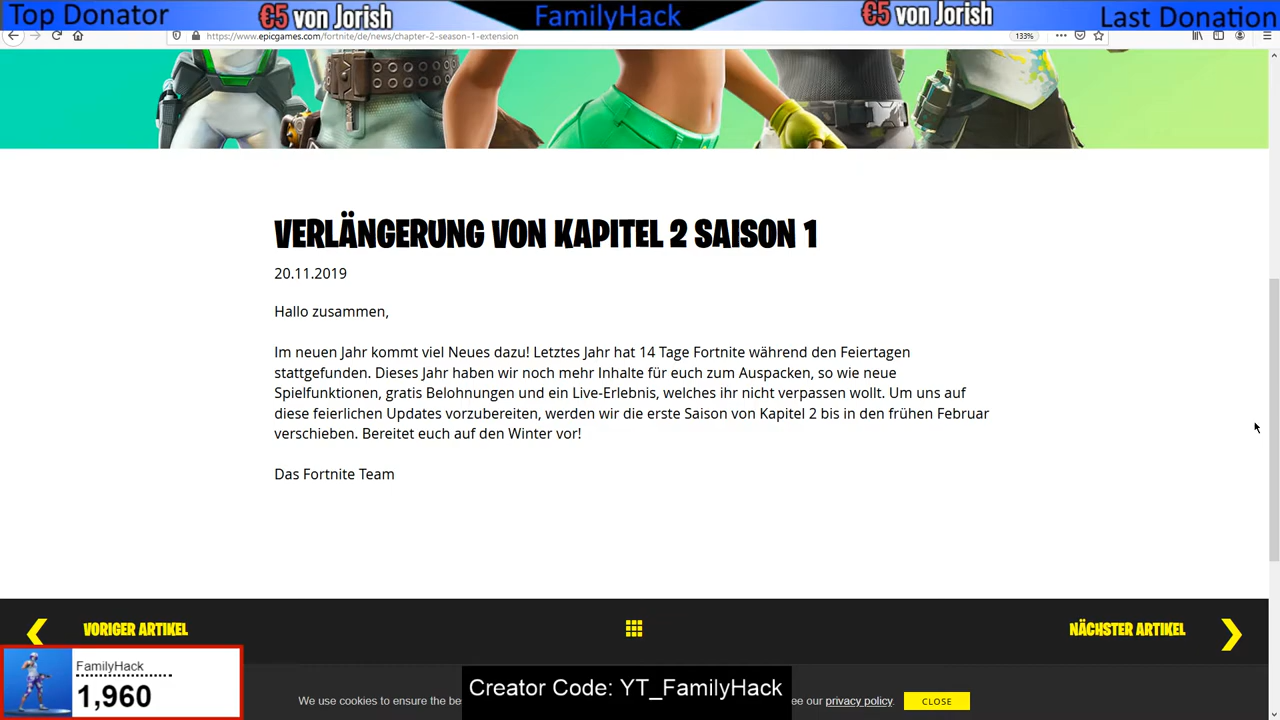 Top Donator
€5 von Jorish
FamilyHack
€5 von Jorish
Last Donation
https://www.epicgames.com/fortnite/de/news/chapter-2-season-1-extension
133%
VERLÄNGERUNG VON KAPITEL 2 SAISON 1
20.11.2019
Hallo zusammen,
Im neuen Jahr kommt viel Neues dazu! Letztes Jahr hat 14 Tage Fortnite während den Feiertagen
stattgefunden. Dieses Jahr haben wir noch mehr Inhalte für euch zum Auspacken, so wie neue
Spielfunktionen, gratis Belohnungen und ein Live-Erlebnis, welches ihr nicht verpassen wollt. Um uns auf
diese feierlichen Updates vorzubereiten, werden wir die erste Saison von Kapitel 2 bis in den frühen Februar
verschieben. Bereitet euch auf den Winter vor!
Das Fortnite Team
VORIGER ARTIKEL
NÄCHSTER ARTIKEL
FamilyHack
1,960
We use cookies to ensure the be
Creator Code: YT_FamilyHack
ee our privacy policy.
CLOSE